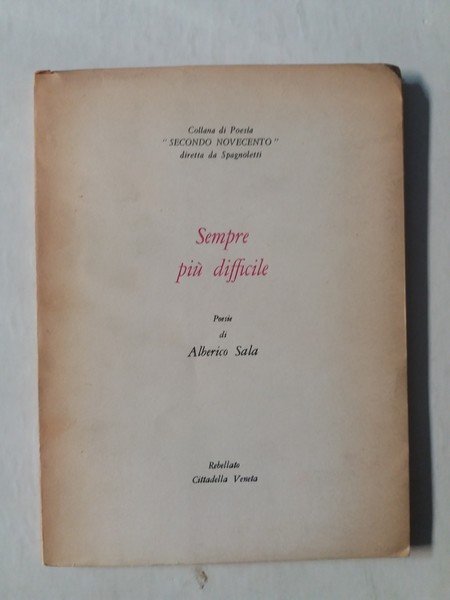 Collana di Poesia
"SECONDO NOVECENTO"
diretta da Spagnoletti
Sempre
più difficile
Poesie
di
Alberico Sala
Rebellato
Cittadella Veneta